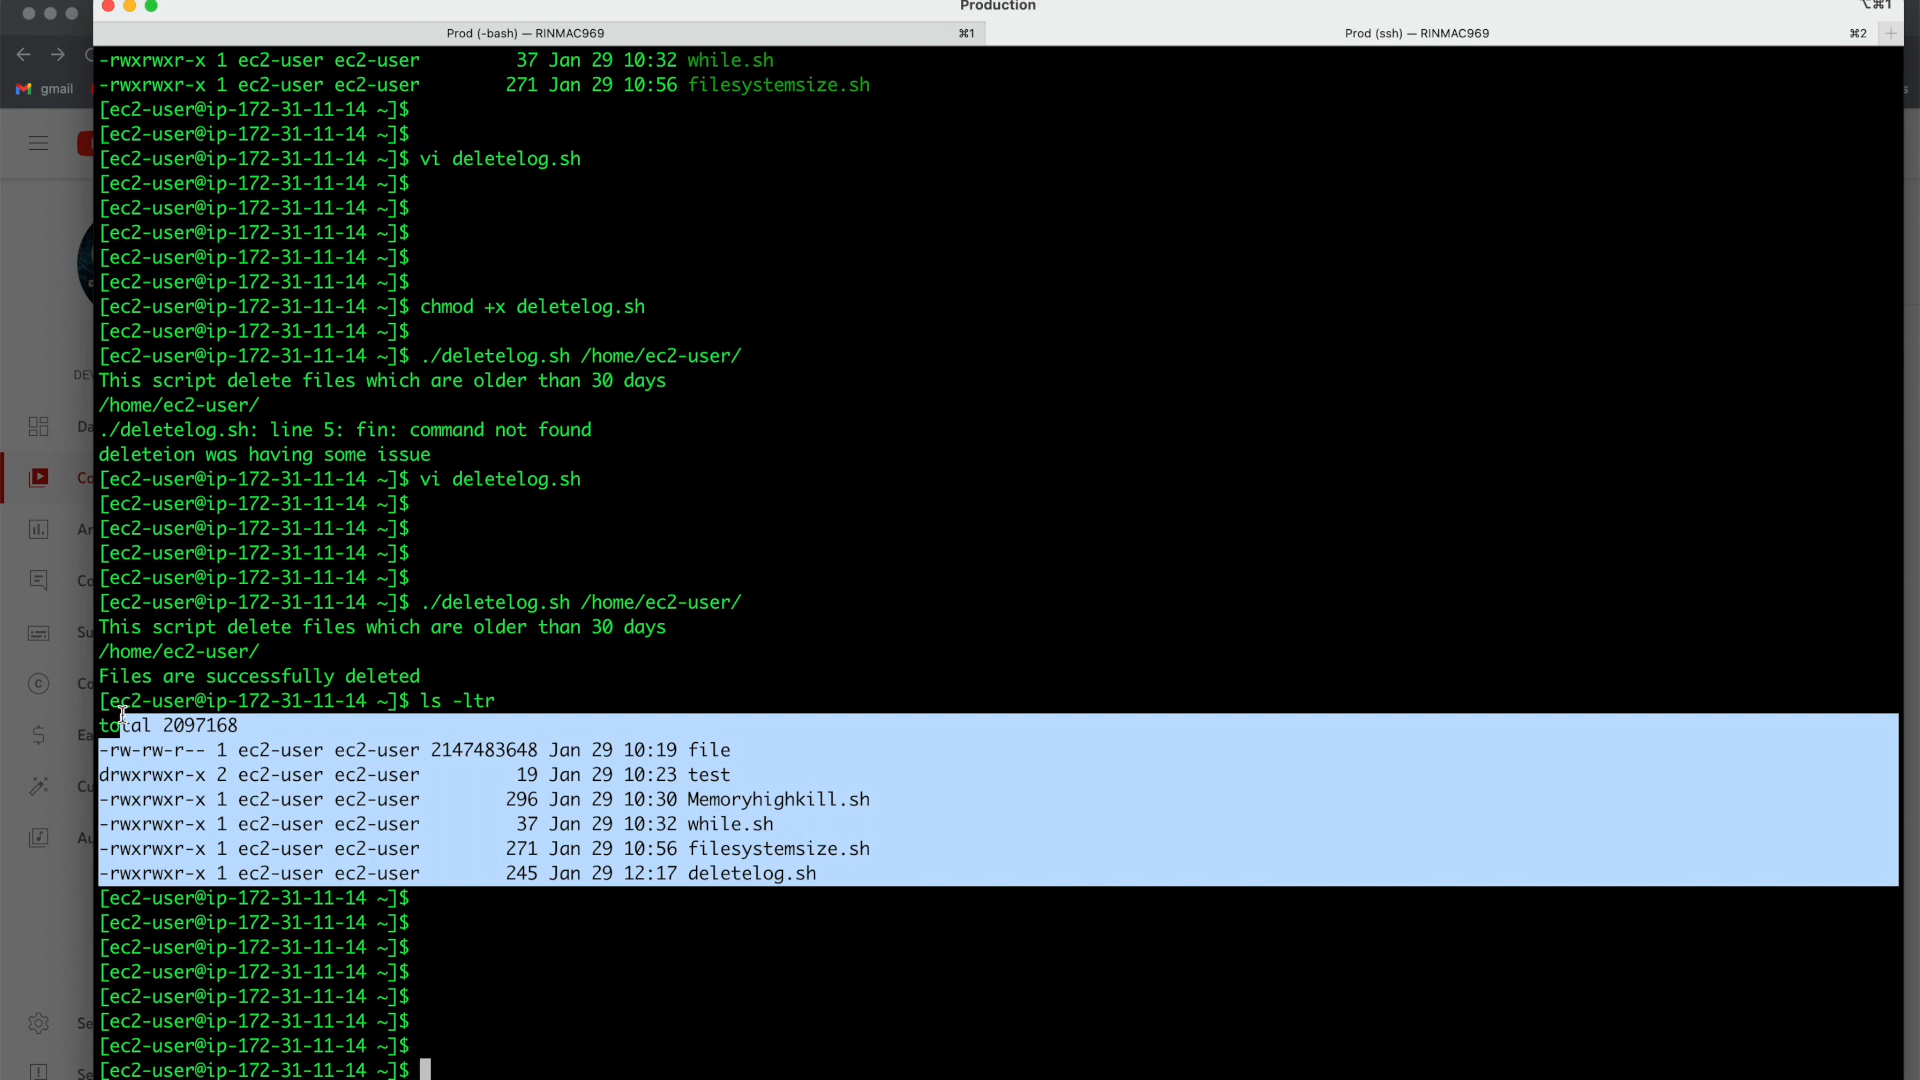 Production
⌥⌘1
Prod (-bash) — RINMAC969 ⌘1 Prod (ssh) — RINMAC969 ⌘2 +
gmail
-rwxrwxr-x 1 ec2-user ec2-user 37 Jan 29 10:32 while.sh
-rwxrwxr-x 1 ec2-user ec2-user 271 Jan 29 10:56 filesystemsize.sh
[ec2-user@ip-172-31-11-14 ~]$
[ec2-user@ip-172-31-11-14 ~]$
[ec2-user@ip-172-31-11-14 ~]$ vi deletelog.sh
[ec2-user@ip-172-31-11-14 ~]$
[ec2-user@ip-172-31-11-14 ~]$
[ec2-user@ip-172-31-11-14 ~]$
[ec2-user@ip-172-31-11-14 ~]$
[ec2-user@ip-172-31-11-14 ~]$
[ec2-user@ip-172-31-11-14 ~]$ chmod +x deletelog.sh
[ec2-user@ip-172-31-11-14 ~]$
[ec2-user@ip-172-31-11-14 ~]$ ./deletelog.sh /home/ec2-user/
This script delete files which are older than 30 days
/home/ec2-user/
./deletelog.sh: line 5: fin: command not found
deleteion was having some issue
[ec2-user@ip-172-31-11-14 ~]$ vi deletelog.sh
[ec2-user@ip-172-31-11-14 ~]$
[ec2-user@ip-172-31-11-14 ~]$
[ec2-user@ip-172-31-11-14 ~]$
[ec2-user@ip-172-31-11-14 ~]$
[ec2-user@ip-172-31-11-14 ~]$ ./deletelog.sh /home/ec2-user/
This script delete files which are older than 30 days
/home/ec2-user/
Files are successfully deleted
[ec2-user@ip-172-31-11-14 ~]$ ls -ltr
total 2097168
-rw-rw-r-- 1 ec2-user ec2-user 2147483648 Jan 29 10:19 file
drwxrwxr-x 2 ec2-user ec2-user 19 Jan 29 10:23 test
-rwxrwxr-x 1 ec2-user ec2-user 296 Jan 29 10:30 Memoryhighkill.sh
-rwxrwxr-x 1 ec2-user ec2-user 37 Jan 29 10:32 while.sh
-rwxrwxr-x 1 ec2-user ec2-user 271 Jan 29 10:56 filesystemsize.sh
-rwxrwxr-x 1 ec2-user ec2-user 245 Jan 29 12:17 deletelog.sh
[ec2-user@ip-172-31-11-14 ~]$
[ec2-user@ip-172-31-11-14 ~]$
[ec2-user@ip-172-31-11-14 ~]$
[ec2-user@ip-172-31-11-14 ~]$
[ec2-user@ip-172-31-11-14 ~]$
[ec2-user@ip-172-31-11-14 ~]$
[ec2-user@ip-172-31-11-14 ~]$
[ec2-user@ip-172-31-11-14 ~]$